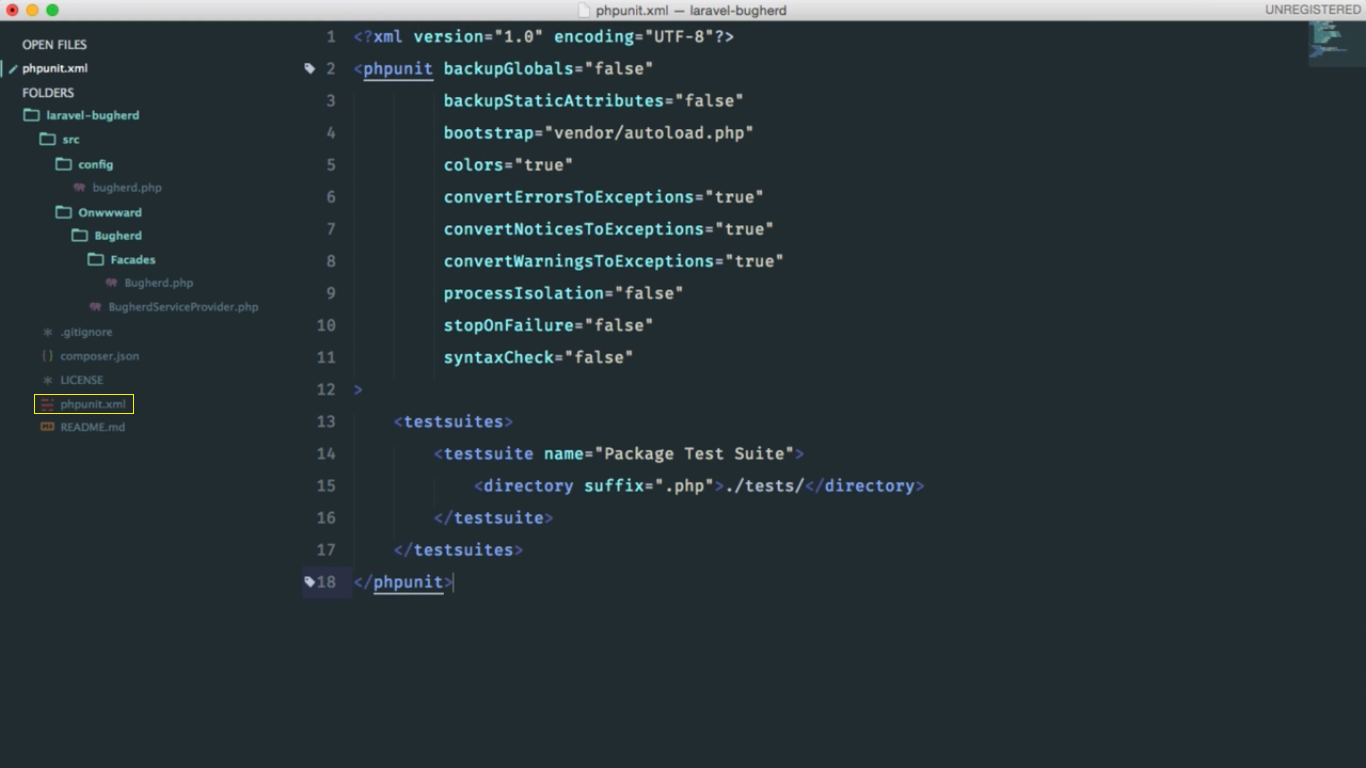 phpunit.xml — laravel-bugherd
UNREGISTERED
OPEN FILES
phpunit.xml
FOLDERS
laravel-bugherd
src
config
bugherd.php
Onwwward
Bugherd
Facades
Bugherd.php
BugherdServiceProvider.php
.gitignore
composer.json
LICENSE
phpunit.xml
README.md
1 <?xml version="1.0" encoding="UTF-8"?>
2 <phpunit backupGlobals="false"
3 backupStaticAttributes="false"
4 bootstrap="vendor/autoload.php"
5 colors="true"
6 convertErrorsToExceptions="true"
7 convertNoticesToExceptions="true"
8 convertWarningsToExceptions="true"
9 processIsolation="false"
10 stopOnFailure="false"
11 syntaxCheck="false"
12 >
13 <testsuites>
14 <testsuite name="Package Test Suite">
15 <directory suffix=".php">./tests/</directory>
16 </testsuite>
17 </testsuites>
18 </phpunit>